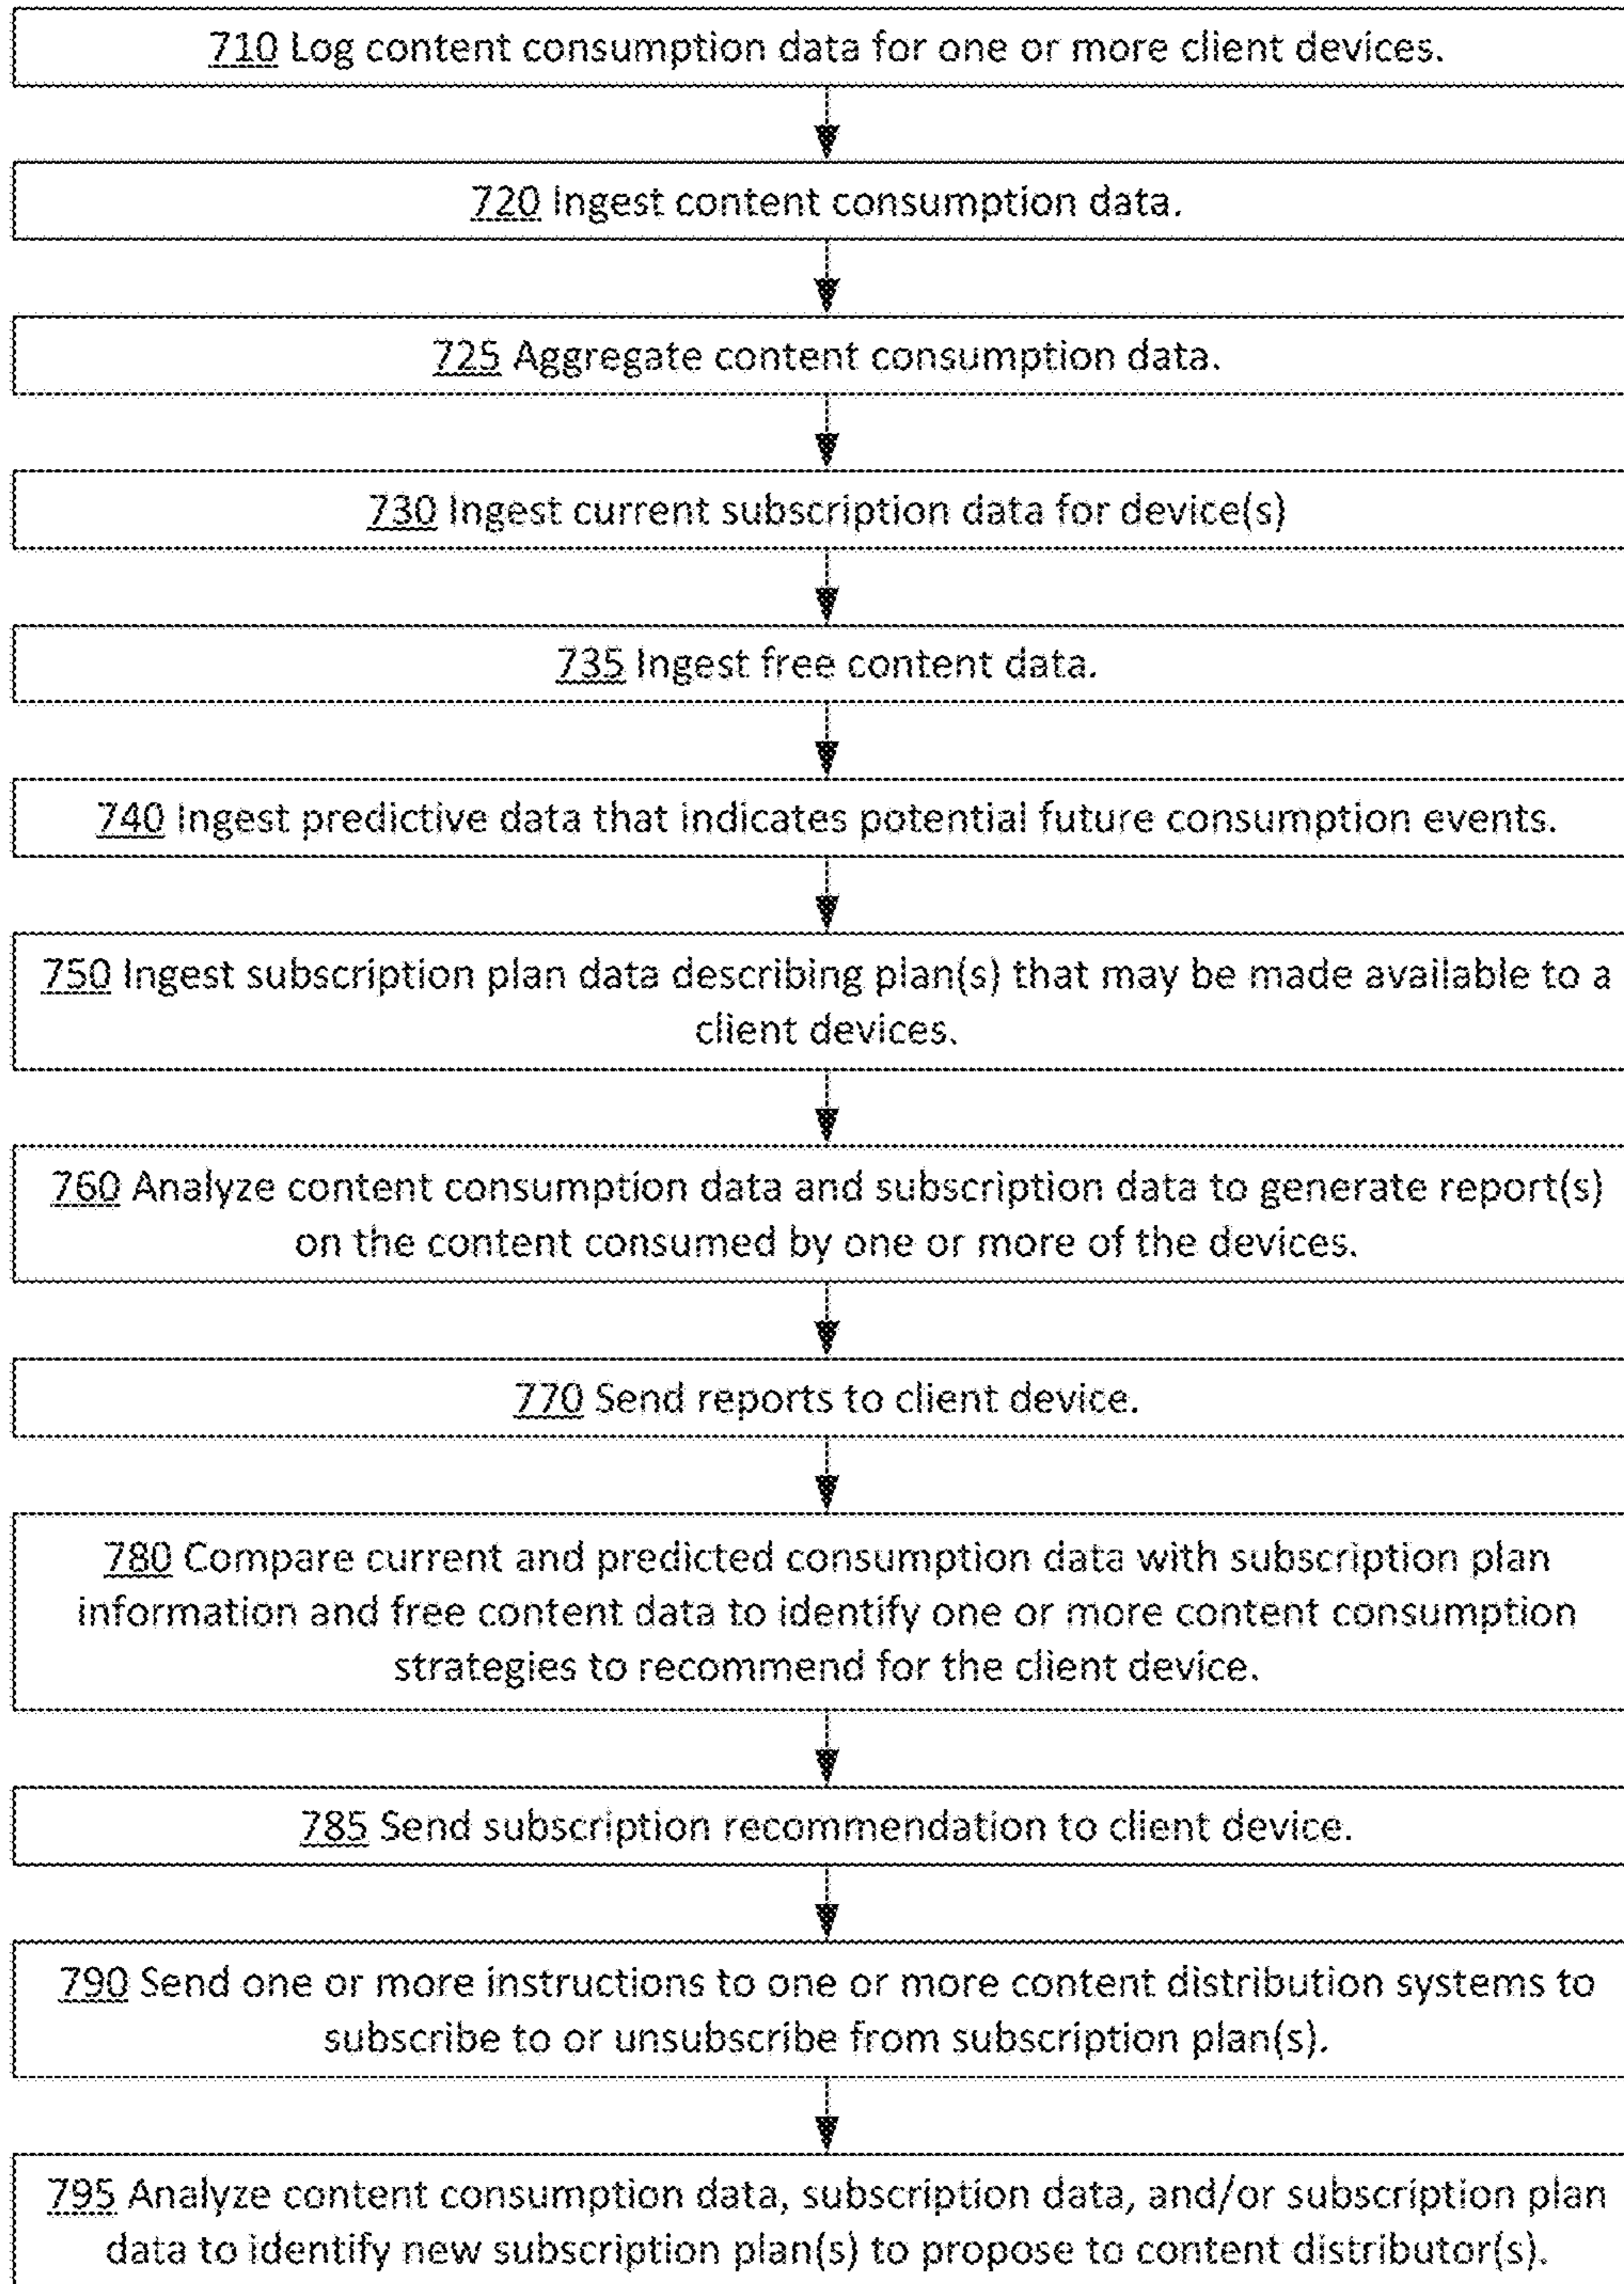 710 Log content consumption data for one or more client devices.
720 Ingest content consumption data.
725 Aggregate content consumption data.
730 Ingest current subscription data for device(s)
735 Ingest free content data.
740 Ingest predictive data that indicates potential future consumption events.
750 Ingest subscription plan data describing plan(s) that may be made available to a
client devices.
760 Analyze content consumption data and subscription data to generate report(s)
on the content consumed by one or more of the devices.
770 Send reports to client device.
780 Compare current and predicted consumption data with subscription plan
information and free content data to identify one or more content consumption
strategies to recommend for the client device.
785 Send subscription recommendation to client device.
790 Send one or more instructions to one or more content distribution systems to
subscribe to or unsubscribe from subscription plan(s).
795 Analyze content consumption data, subscription data, and/or subscription plan
data to identify new subscription plan(s) to propose to content distributor(s).